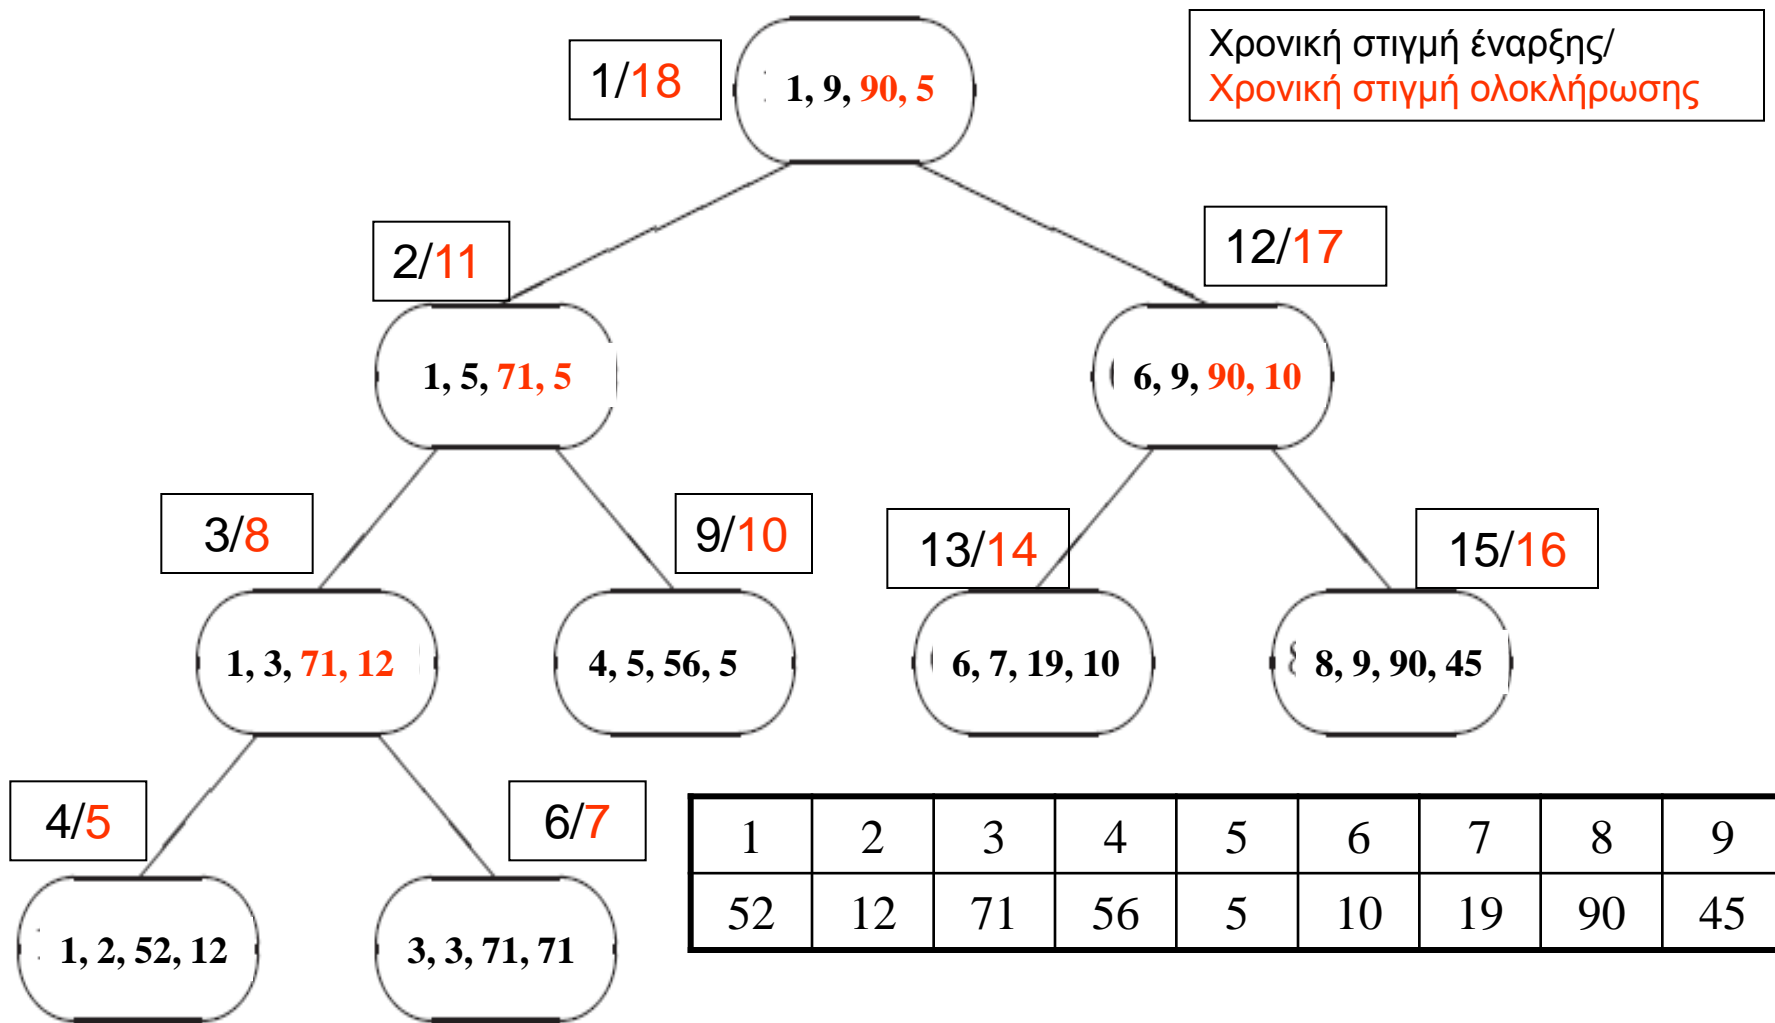 Χρονική στιγμή έναρξης/
Χρονική στιγμή ολοκλήρωσης
1/18
1, 9, 90, 5
2/11
12/17
1, 5, 71, 5
6, 9, 90, 10
3/8
9/10
13/14
15/16
1, 3, 71, 12
4, 5, 56, 5
6, 7, 19, 10
8, 9, 90, 45
4/5
6/7
1, 2, 52, 12
3, 3, 71, 71
1 2 3 4 5 6 7 8 9
52 12 71 56 5 10 19 90 45